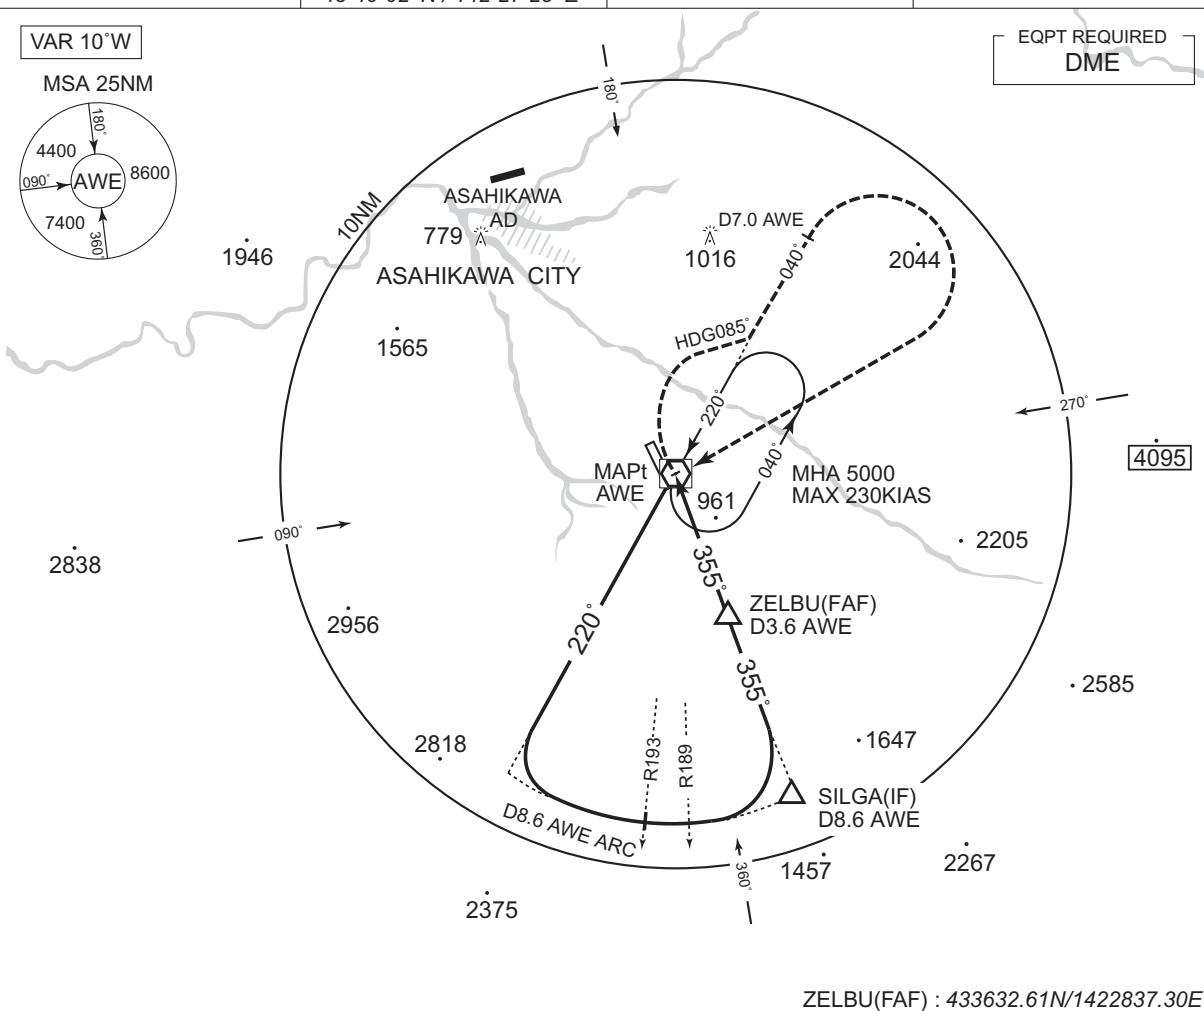 VAR 10˚W
EQPT REQUIRED
DME
MSA 25NM
180˚
4400
8600
090˚
AWE
7400
360˚
180˚
10NM
ASAHIKAWA
AD
779
ASAHIKAWA CITY
D7.0 AWE
1016
040˚
2044
1946
1565
HDG085˚
220˚
270˚
4095
040˚
MHA 5000
MAX 230KIAS
MAPt
AWE
961
090˚
2205
2838
355˚
ZELBU(FAF)
D3.6 AWE
2956
220˚
355˚
2585
2818
R193
R189
1647
SILGA(IF)
D8.6 AWE
D8.6 AWE ARC
360˚
1457
2267
2375
ZELBU(FAF) : 433632.61N/1422837.30E